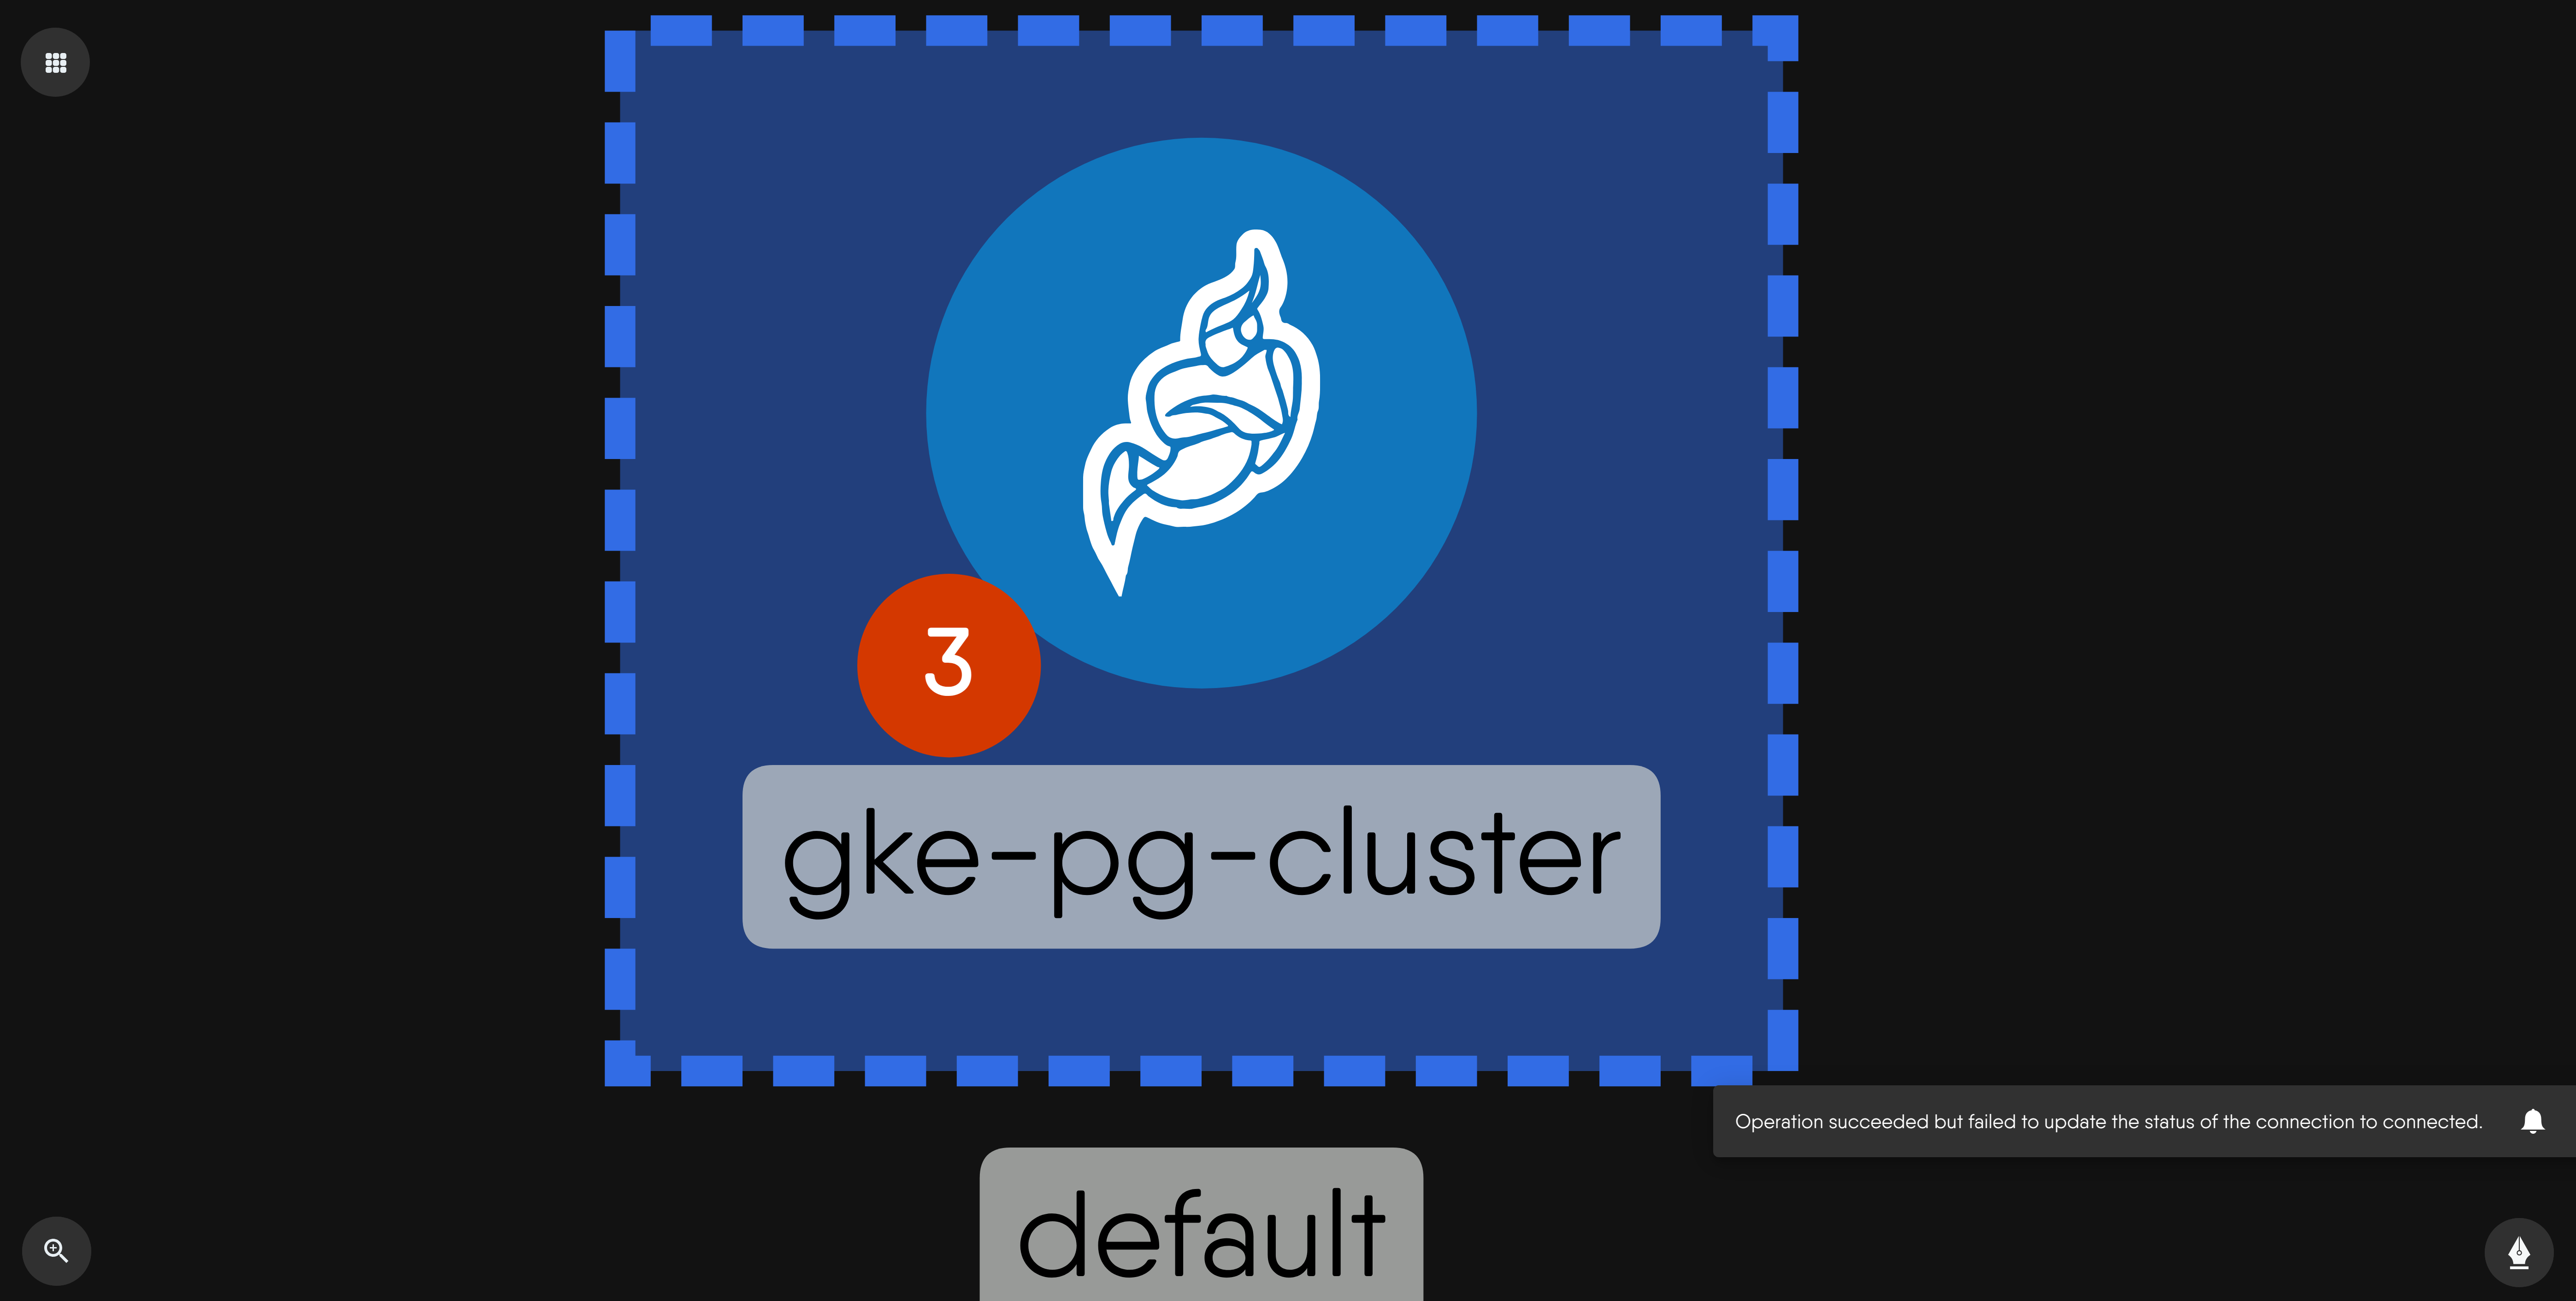 3
gke-pg-cluster
Operation succeeded but failed to update the status of the connection to connected.
default